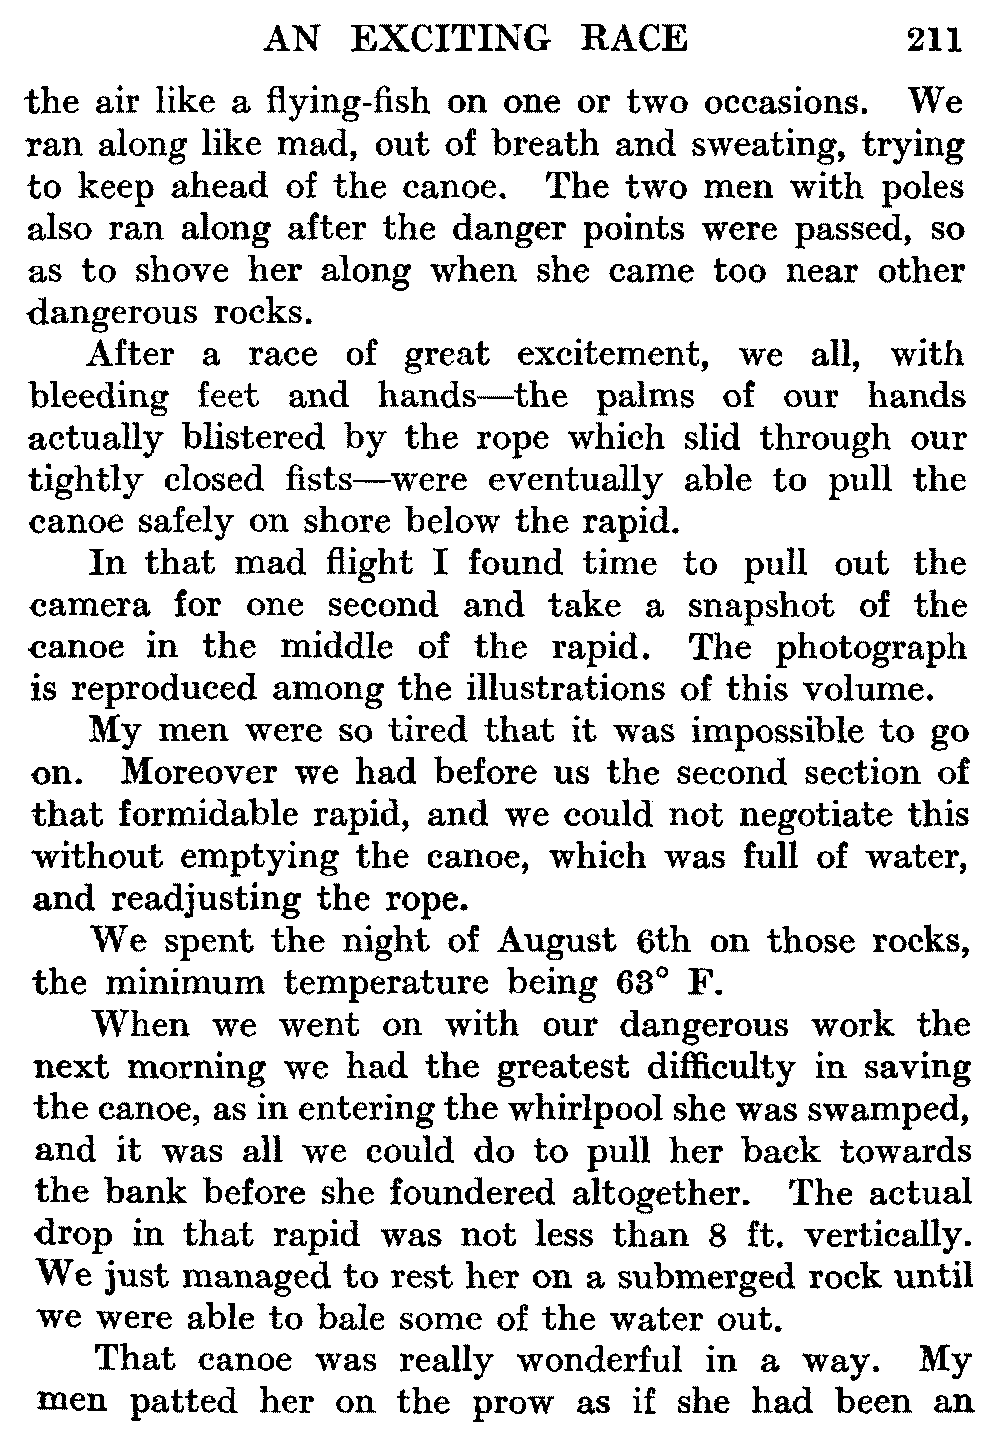 AN EXCITING RACE 211
the air like a flying-fish on one or two occasions. We
ran along like mad, out of breath and sweating, trying
to keep ahead of the canoe. The two men with poles
also ran along after the danger points were passed, so
as to shove her along when she came too near other
dangerous rocks.
After a race of great excitement, we all, with
bleeding feet and hands—the palms of our hands
actually blistered by the rope which slid through our
tightly closed fists—were eventually able to pull the
canoe safely on shore below the rapid.
In that mad flight I found time to pull out the
camera for one second and take a snapshot of the
canoe in the middle of the rapid. The photograph
is reproduced among the illustrations of this volume.
My men were so tired that it was impossible to go
on. Moreover we had before us the second section of
that formidable rapid, and we could not negotiate this
without emptying the canoe, which was full of water,
and readjusting the rope.
We spent the night of August 6th on those rocks,
the minimum temperature being 63° F.
When we went on with our dangerous work the
next morning we had the greatest difficulty in saving
the canoe, as in entering the whirlpool she was swamped,
and it was all we could do to pull her back towards
the bank before she foundered altogether. The actual
drop in that rapid was not less than 8 ft. vertically.
We just managed to rest her on a submerged rock until
we were able to bale some of the water out.
That canoe was really wonderful in a way. My
men patted her on the prow as if she had been an